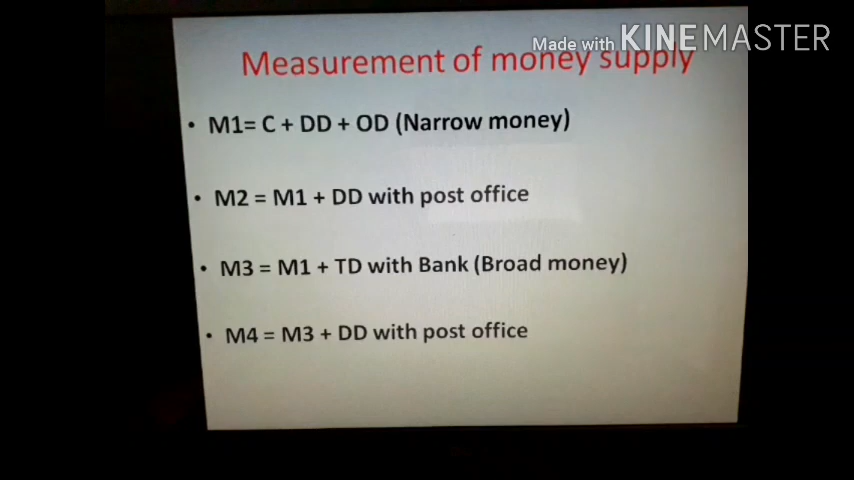 Made with KINEMASTER
Measurement of money supply
• M1= C + DD + OD (Narrow money)
• M2 = M1 + DD with post office
• M3 = M1 + TD with Bank (Broad money)
• M4 = M3 + DD with post office